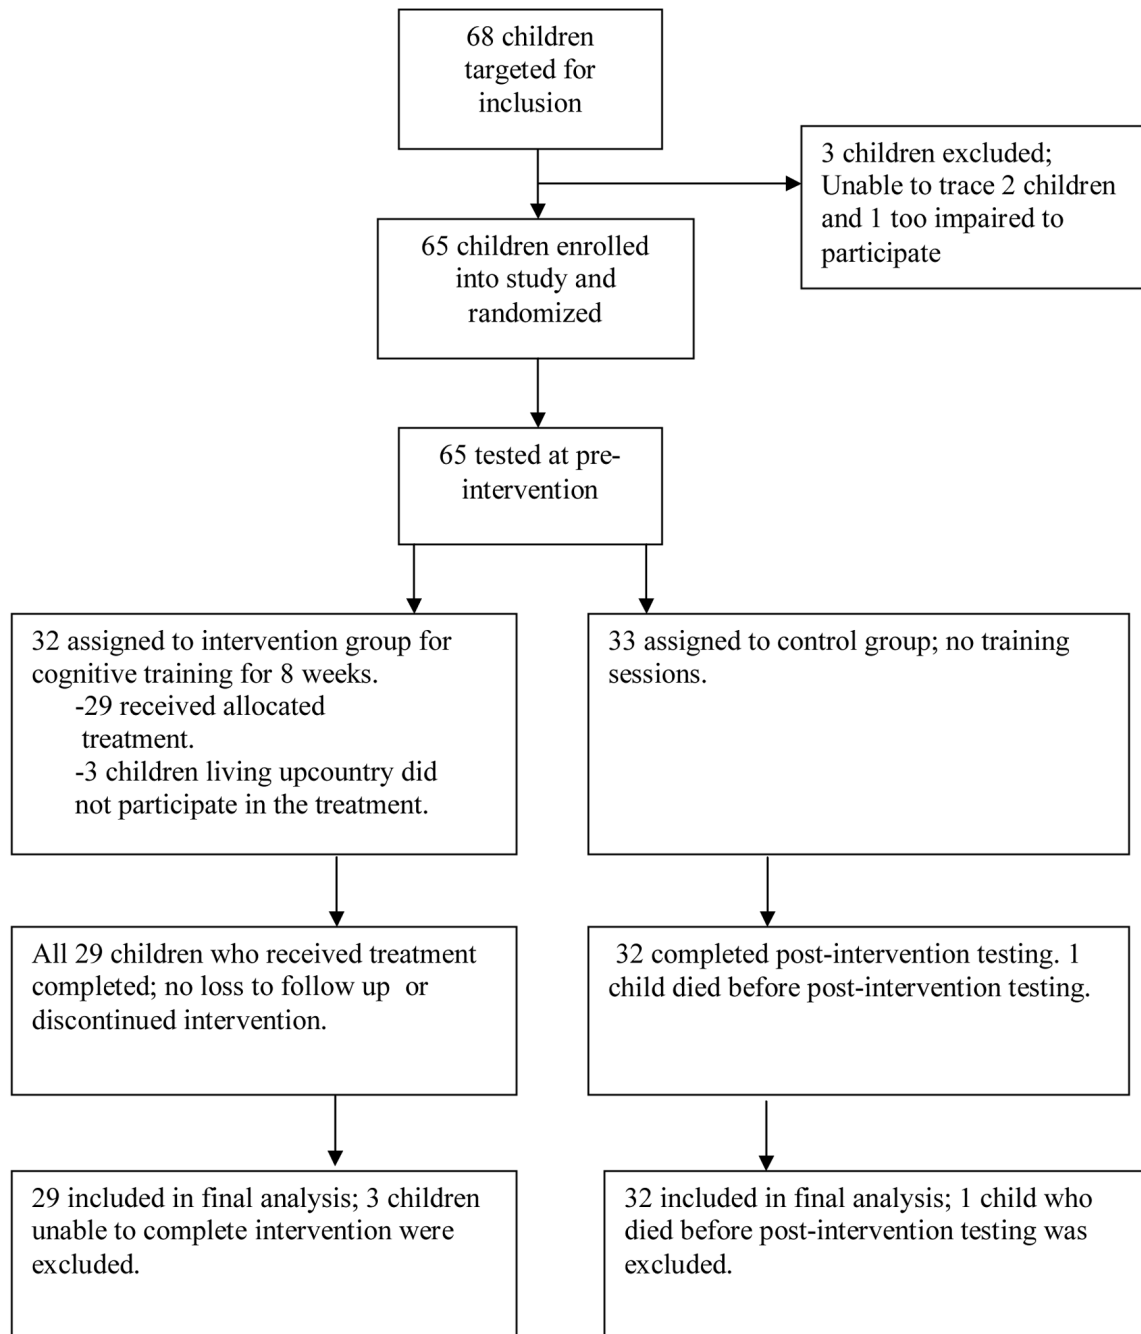 68 children
targeted for
inclusion
3 children excluded;
Unable to trace 2 children
and 1 too impaired to
participate
65 children enrolled
into study and
randomized
65 tested at pre-
intervention
32 assigned to intervention group for
cognitive training for 8 weeks.
-29 received allocated
treatment.
-3 children living upcountry did
not participate in the treatment.
33 assigned to control group; no training
sessions.
All 29 children who received treatment
completed; no loss to follow up or
discontinued intervention.
32 completed post-intervention testing. 1
child died before post-intervention testing.
29 included in final analysis; 3 children
unable to complete intervention were
excluded.
32 included in final analysis; 1 child who
died before post-intervention testing was
excluded.